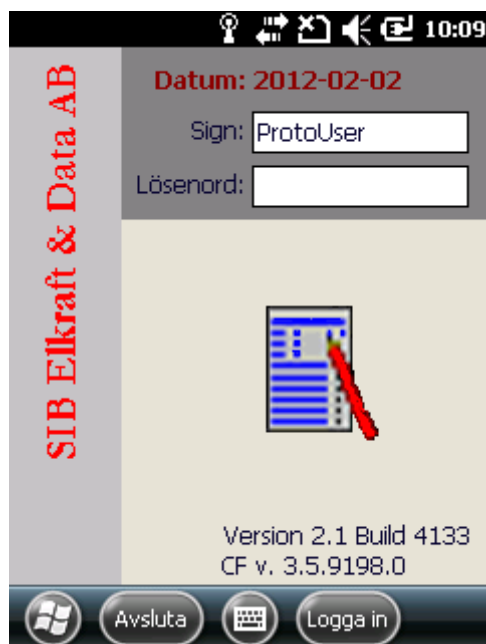 10:09
SIB Elkraft & Data AB
Datum: 2012-02-02
Sign: ProtoUser
Lösenord:
Version 2.1 Build 4133
CF v. 3.5.9198.0
Avsluta
Logga in